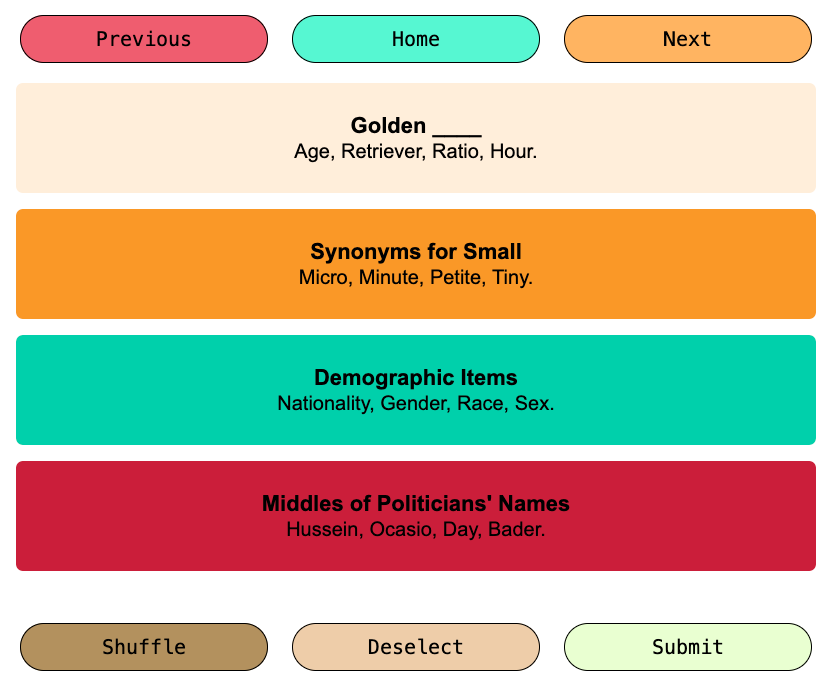 Previous
Home
Next
Golden ____
Age, Retriever, Ratio, Hour.
Synonyms for Small
Micro, Minute, Petite, Tiny.
Demographic Items
Nationality, Gender, Race, Sex.
Middles of Politicians' Names
Hussein, Ocasio, Day, Bader.
Shuffle
Deselect
Submit